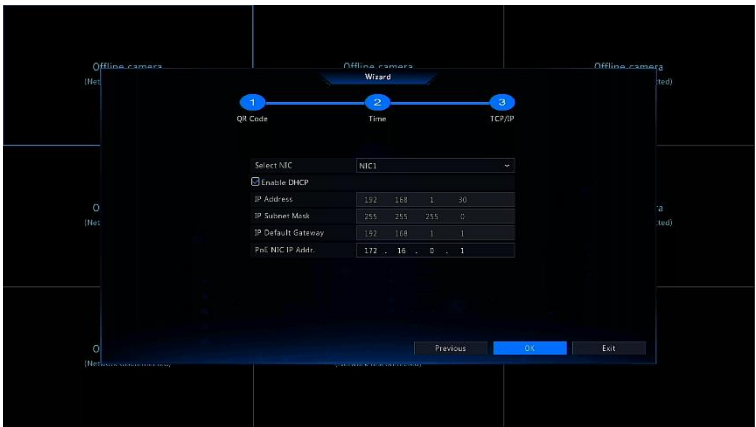 Offline camera Offline camera Offline camera
Wizard
1 2 3
QR Code Time TCP/IP
Select NIC NIC1
Enable DHCP
IP Address 192 168 1 30
IP Subnet Mask 255 255 255 0
IP Default Gateway 192 168 1 1
PoE NIC IP Addr. 172 . 16 . 0 . 1
Previous OK Exit